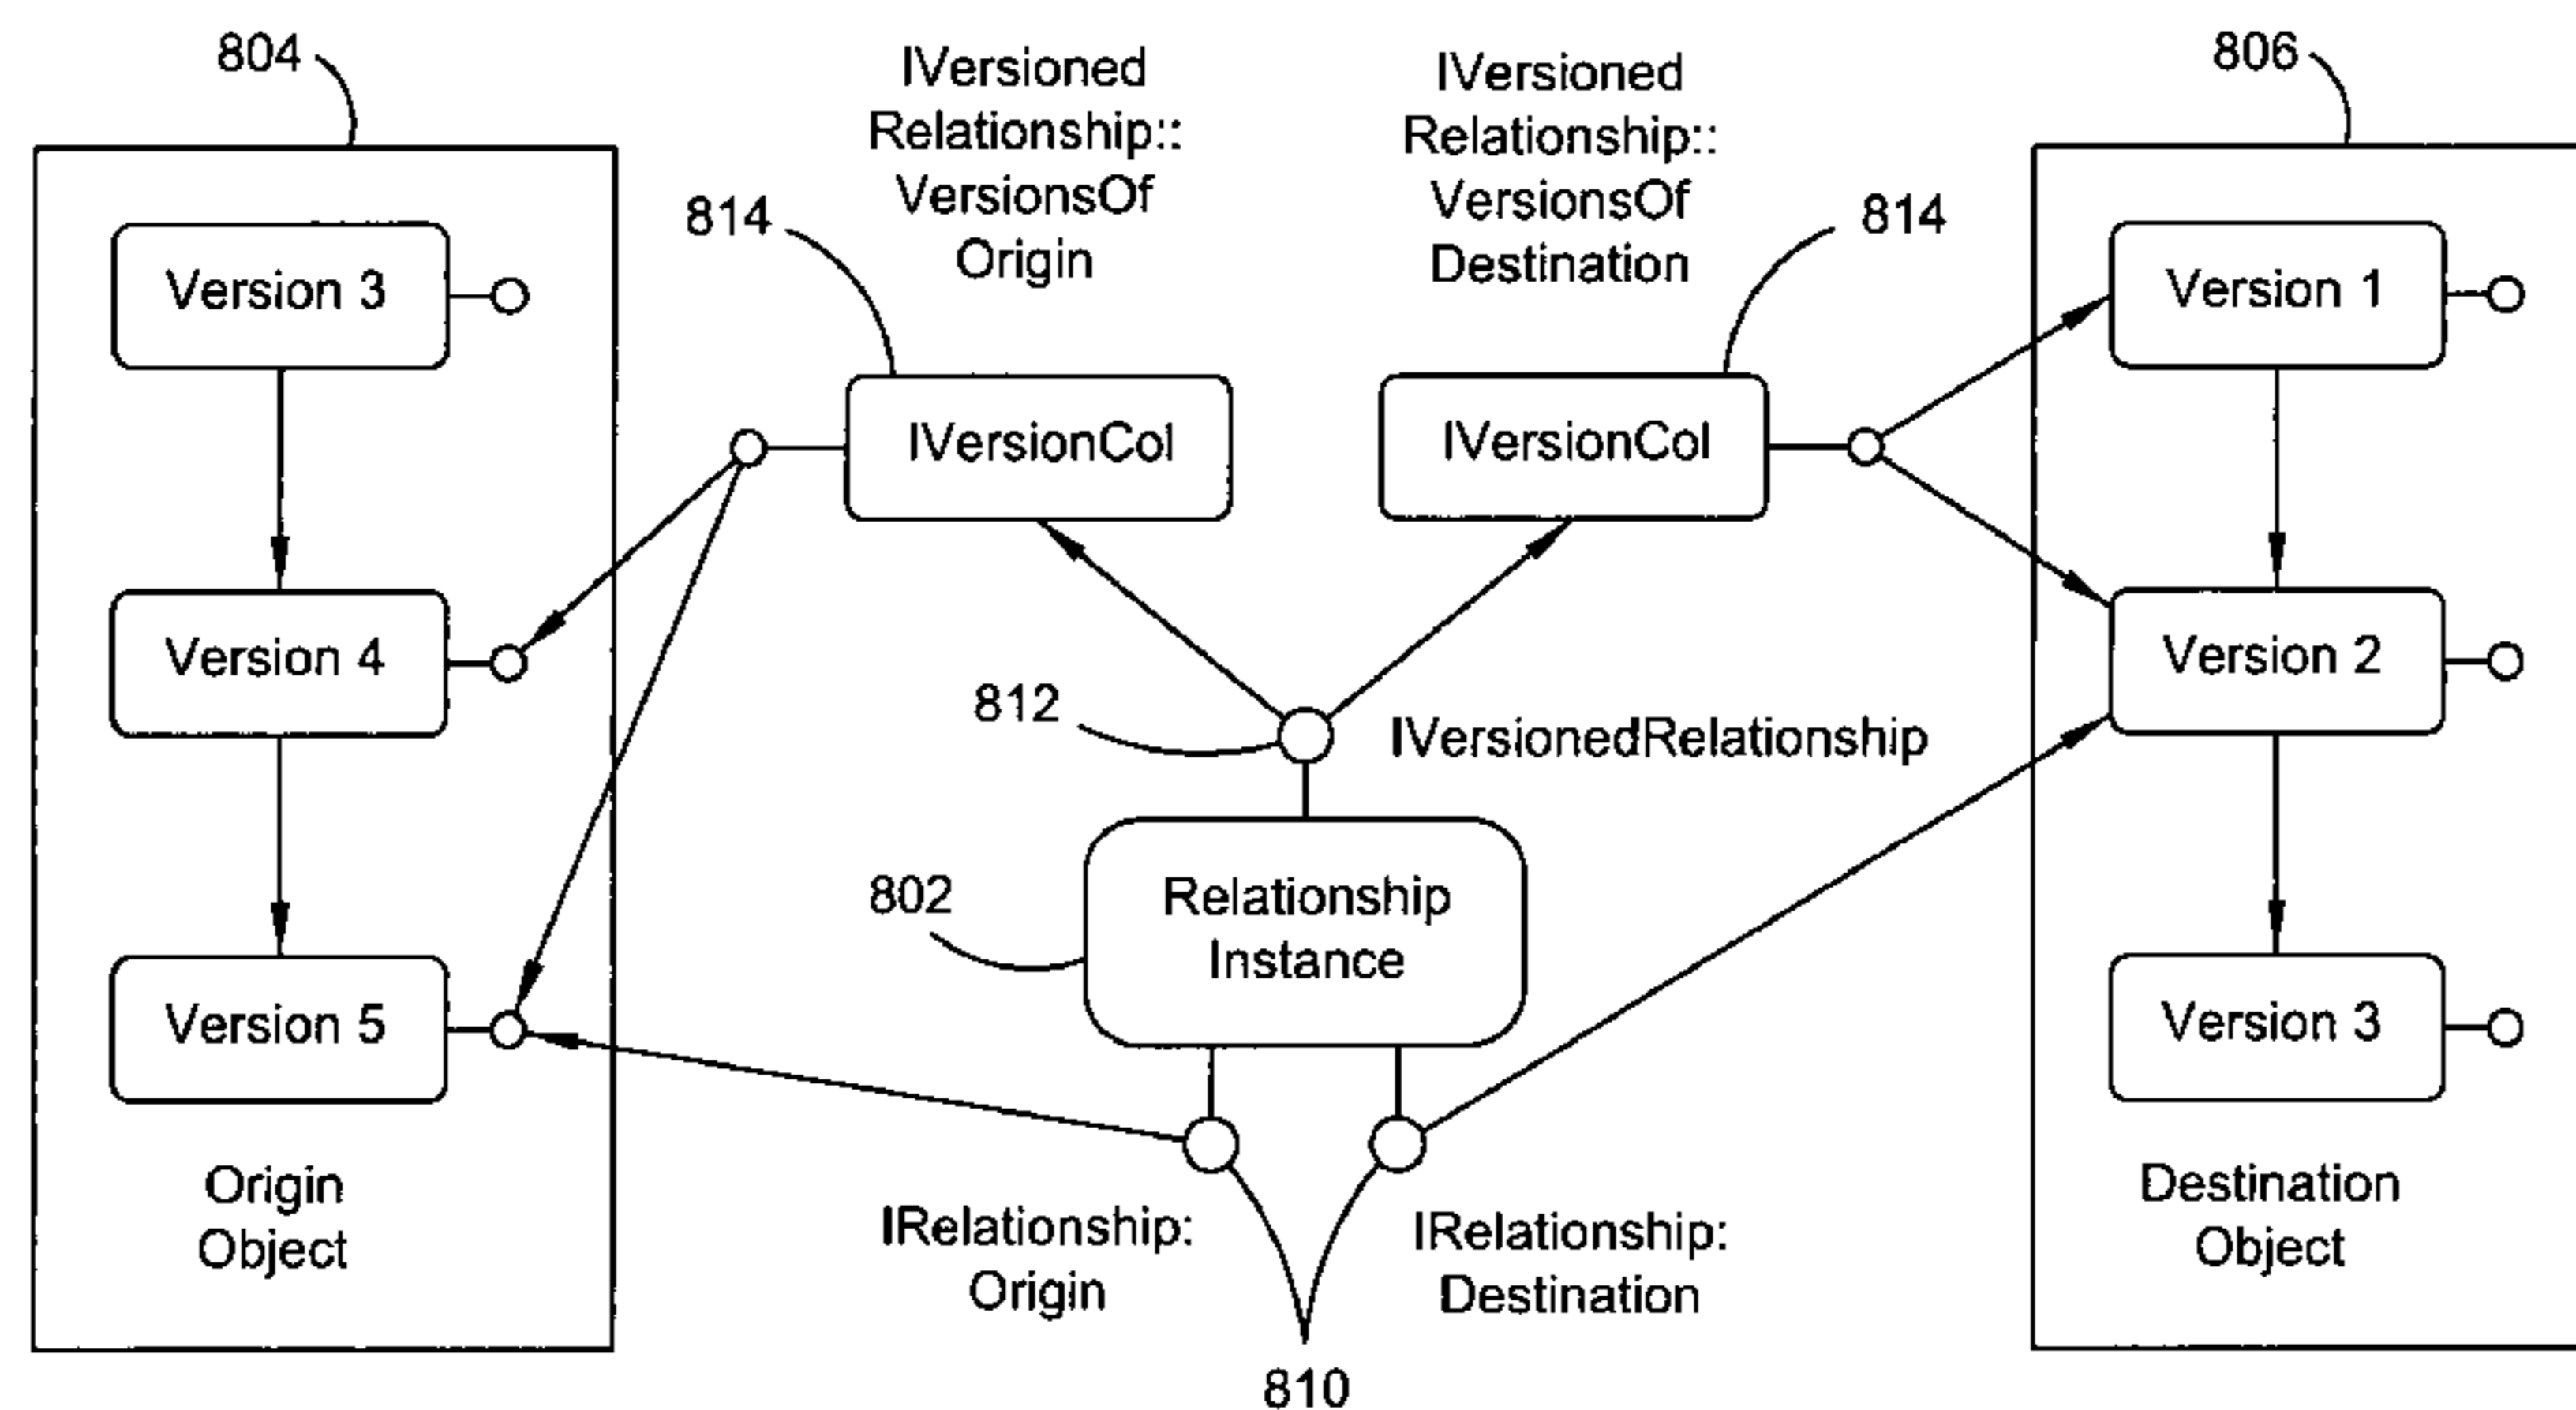 804
IVersioned
Relationship::
VersionsOf
Origin
IVersioned
Relationship::
VersionsOf
Destination
806
814
814
Version 3
IVersionCol
IVersionCol
Version 1
Version 4
812
IVersionedRelationship
Version 2
802
Relationship
Instance
Version 5
Version 3
Origin
Object
IRelationship:
Origin
IRelationship:
Destination
Destination
Object
810